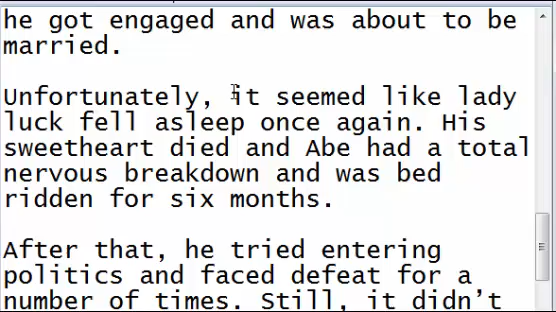 he got engaged and was about to be
married.
Unfortunately, it seemed like lady
luck fell asleep once again. His
sweetheart died and Abe had a total
nervous breakdown and was bed
ridden for six months.
After that, he tried entering
politics and faced defeat for a
number of times. Still, it didn’t